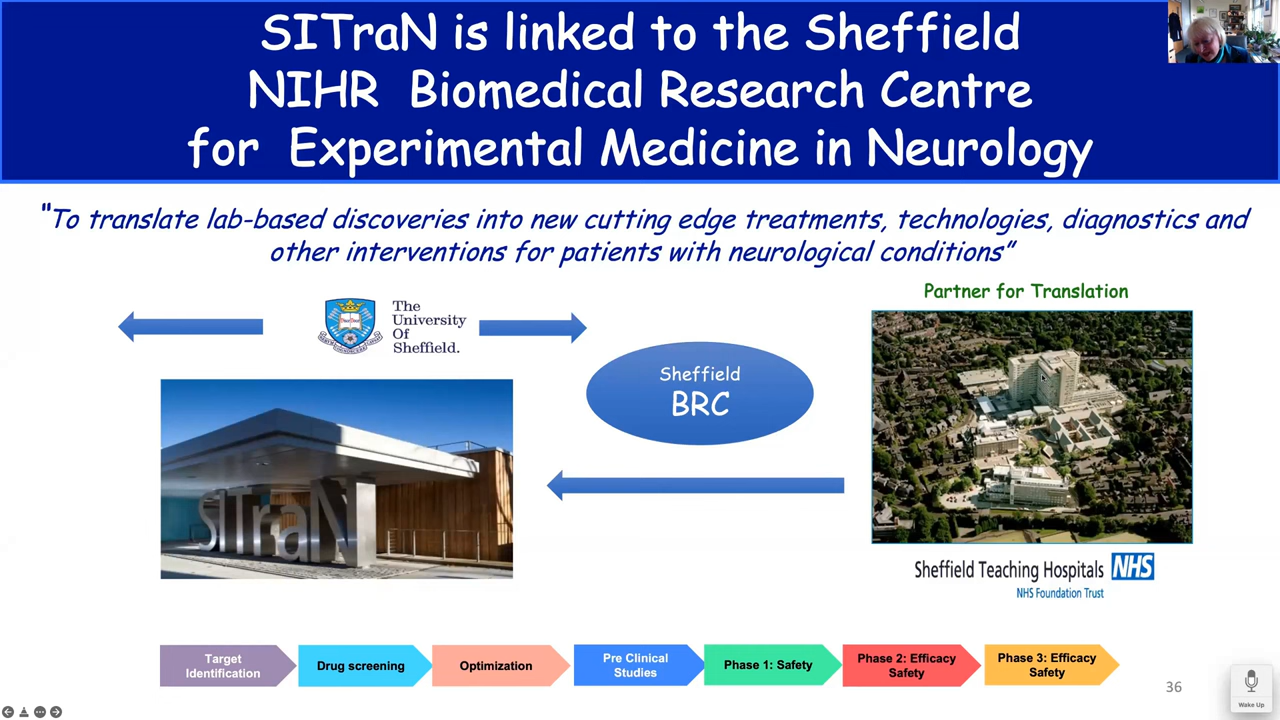 SITraN is linked to the Sheffield
NIHR Biomedical Research Centre
for Experimental Medicine in Neurology
"To translate lab-based discoveries into new cutting edge treatments, technologies, diagnostics and
other interventions for patients with neurological conditions”
Partner for Translation
The
University
Of
Sheffield.
Sheffield
BRC
SITraN
Sheffield Teaching Hospitals NHS
NHS Foundation Trust
Target
Identification
Drug screening
Optimization
Pre Clinical
Studies
Phase 1: Safety
Phase 2: Efficacy
Safety
Phase 3: Efficacy
Safety
36
Wake Up